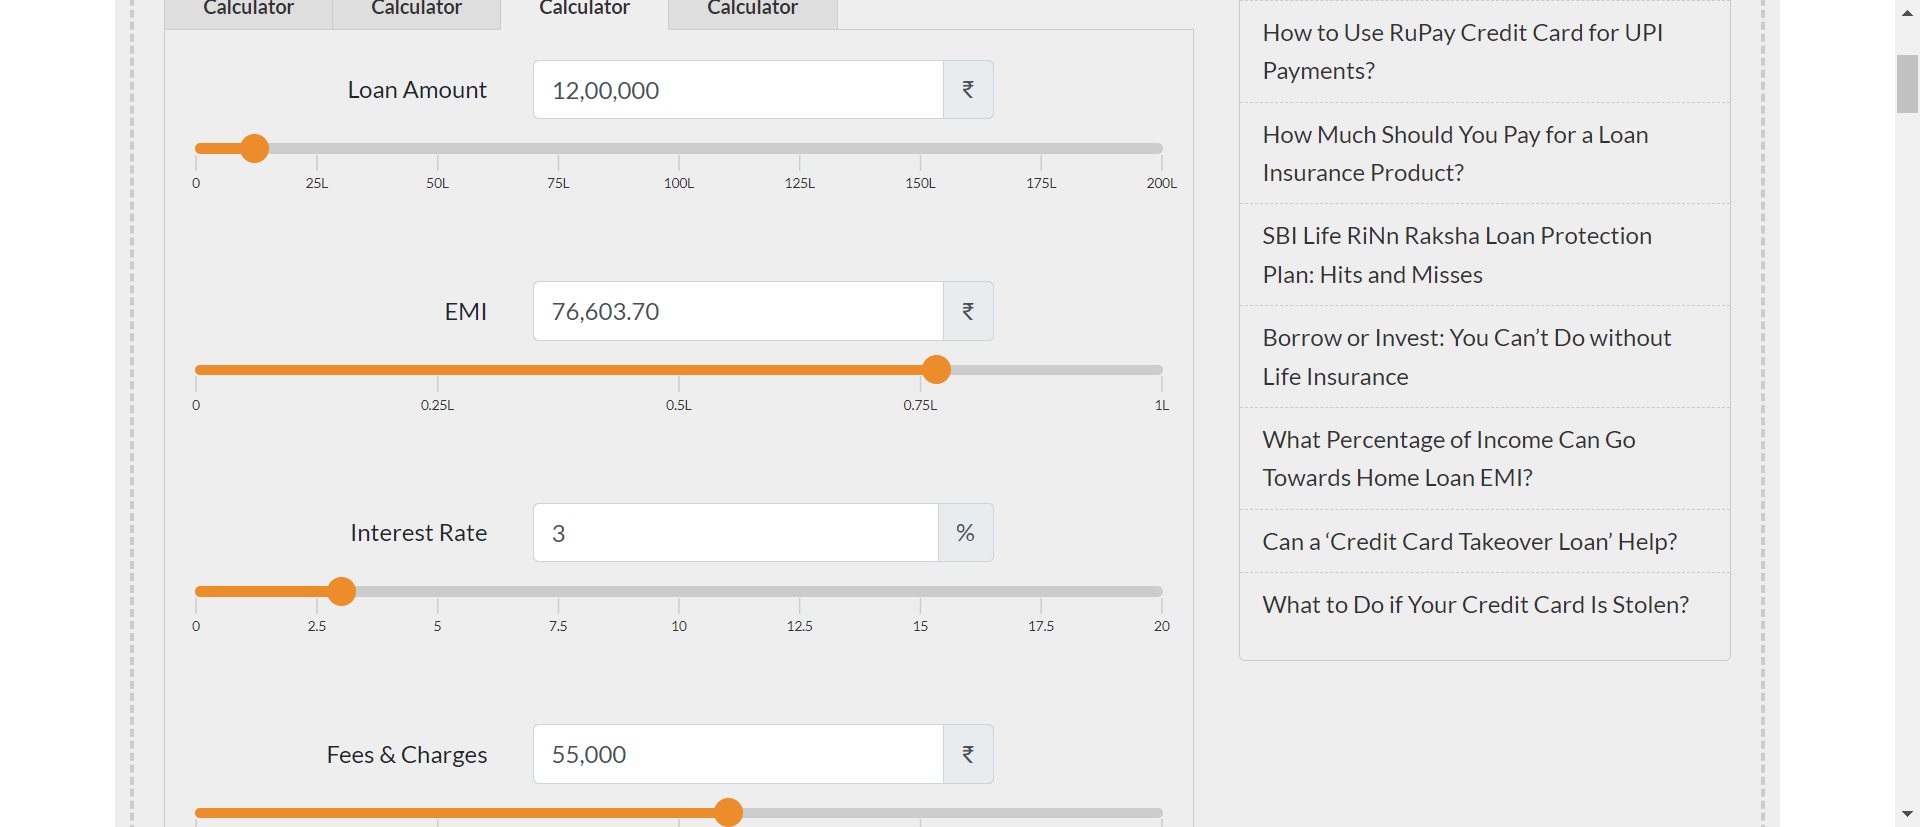 Calculator Calculator Calculator Calculator
Loan Amount 12,00,000 ₹
0 25L 50L 75L 100L 125L 150L 175L 200L
EMI 76,603.70 ₹
0 0.25L 0.5L 0.75L 1L
Interest Rate 3 %
0 2.5 5 7.5 10 12.5 15 17.5 20
Fees & Charges 55,000 ₹
How to Use RuPay Credit Card for UPI
Payments?
How Much Should You Pay for a Loan
Insurance Product?
SBI Life RiNn Raksha Loan Protection
Plan: Hits and Misses
Borrow or Invest: You Can’t Do without
Life Insurance
What Percentage of Income Can Go
Towards Home Loan EMI?
Can a ‘Credit Card Takeover Loan’ Help?
What to Do if Your Credit Card Is Stolen?